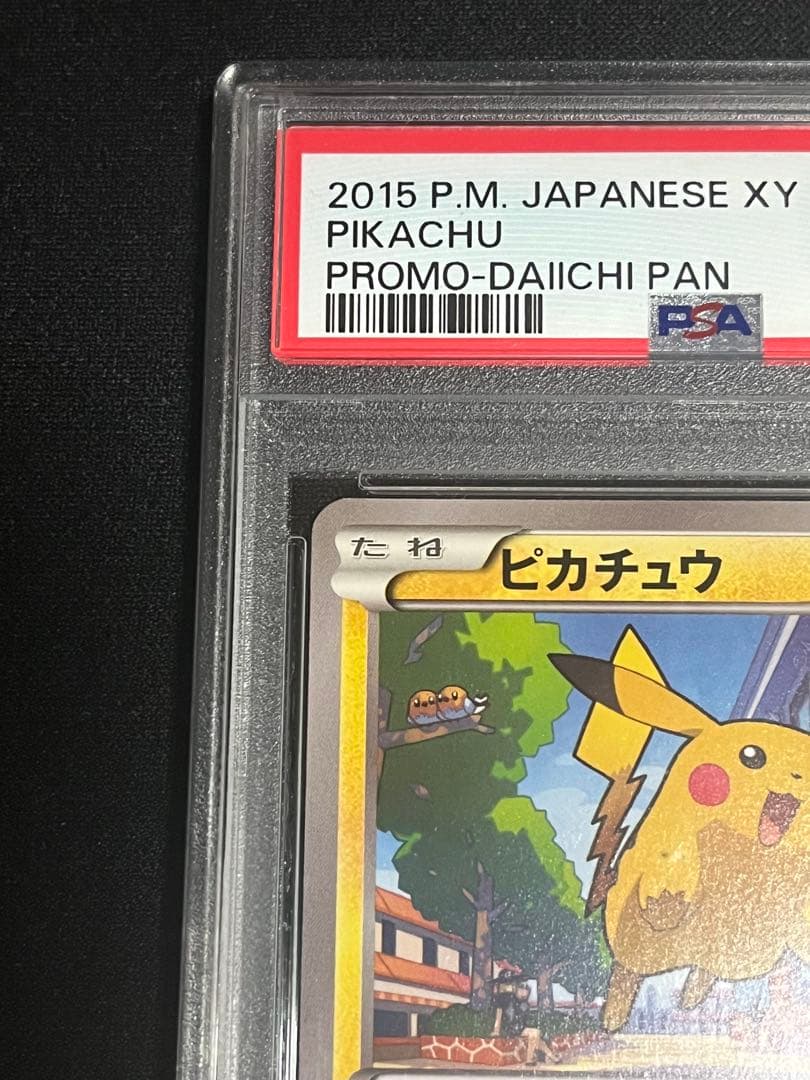 2015 P.M. JAPANESE XY
PIKACHU
PROMO-DAIICHI PAN
PSA
たね
ピカチュウ